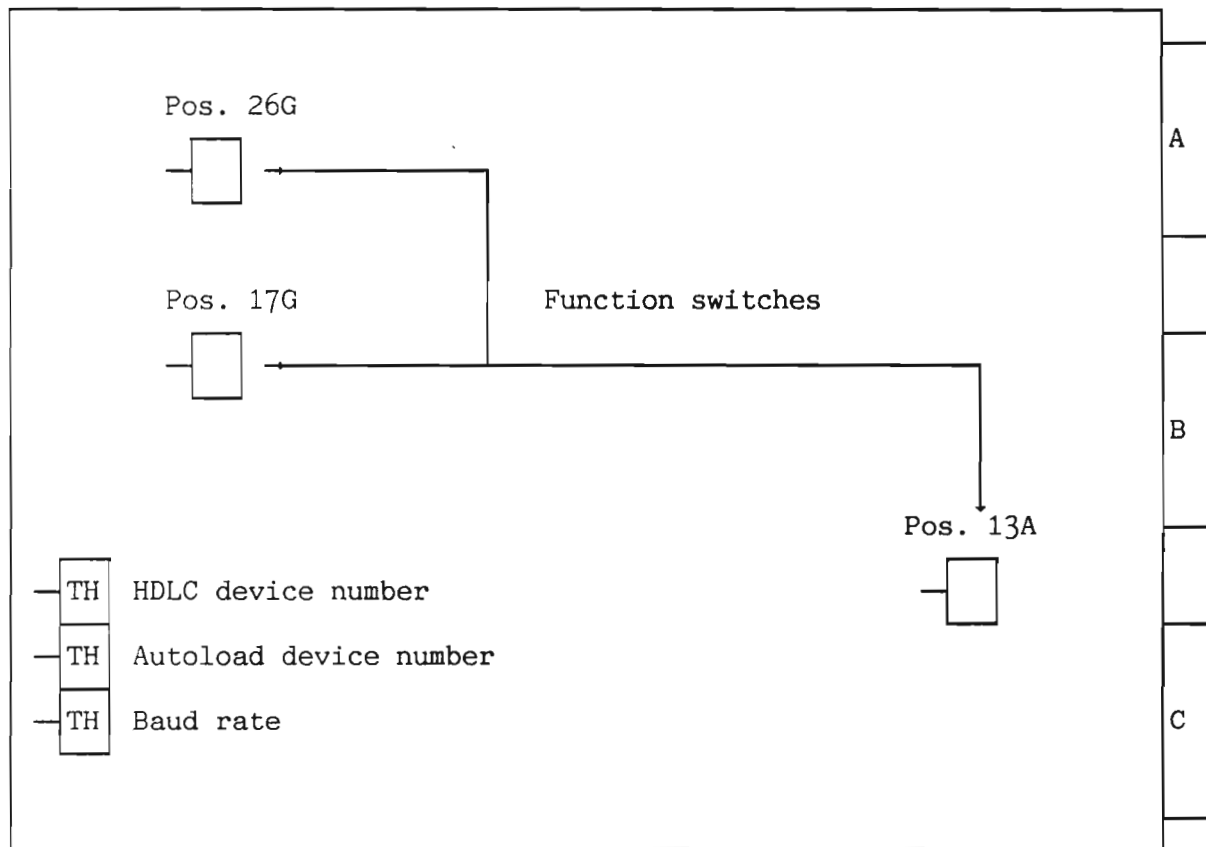 Pos. 26G
A
Pos. 17G
Function switches
B
Pos. 13A
TH HDLC device number
TH Autoload device number
TH Baud rate
C